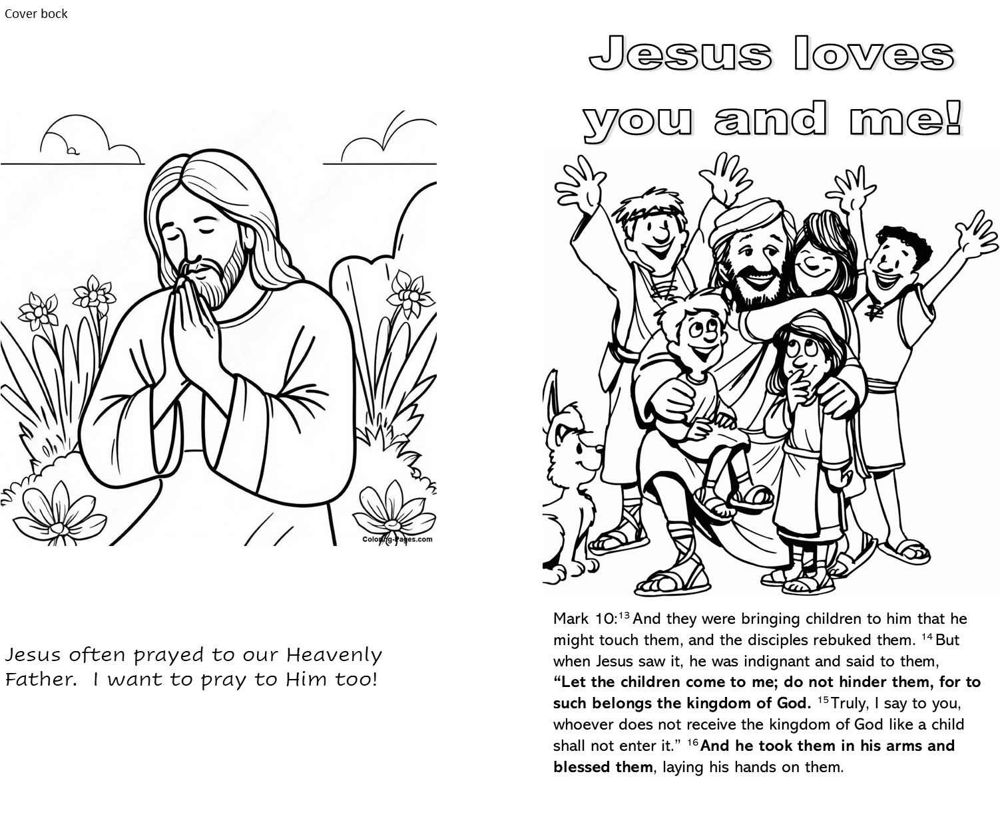 Cover bock
Jesus often prayed to our Heavenly
Father.  I want to pray to Him too!
Coloring-Pages.com
Jesus loves
you and me!
Mark 10:¹³ And they were bringing children to him that he
might touch them, and the disciples rebuked them. ¹⁴ But
when Jesus saw it, he was indignant and said to them,
“Let the children come to me; do not hinder them, for to
such belongs the kingdom of God. ¹⁵ Truly, I say to you,
whoever does not receive the kingdom of God like a child
shall not enter it.” ¹⁶ And he took them in his arms and
blessed them, laying his hands on them.